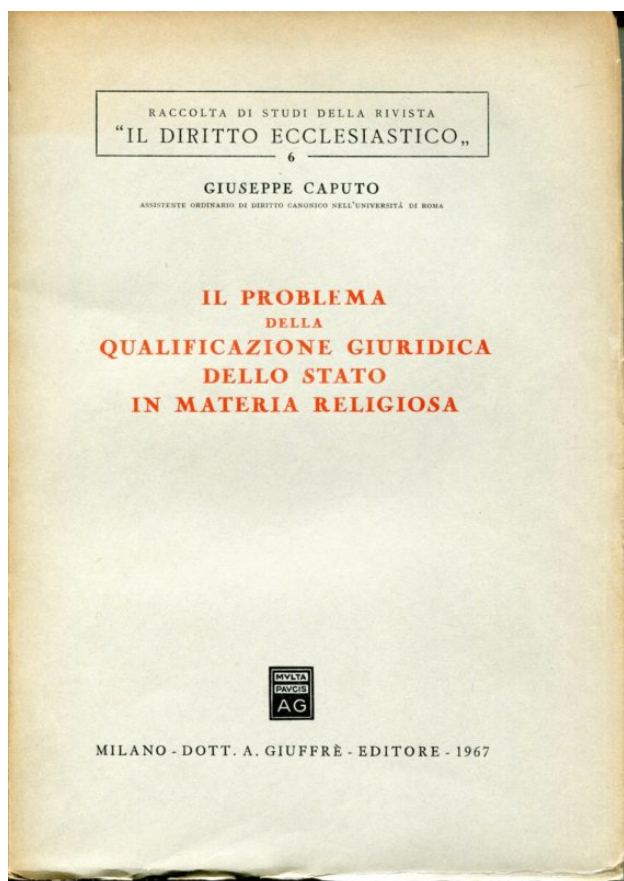 RACCOLTA DI STUDI DELLA RIVISTA
“IL DIRITTO ECCLESIASTICO„
6
GIUSEPPE CAPUTO
ASSISTENTE ORDINARIO DI DIRITTO CANONICO NELL'UNIVERSITÀ DI ROMA
IL PROBLEMA
DELLA
QUALIFICAZIONE GIURIDICA
DELLO STATO
IN MATERIA RELIGIOSA
MVLTA
PAVCIS
AG
MILANO - DOTT. A. GIUFFRÈ - EDITORE - 1967